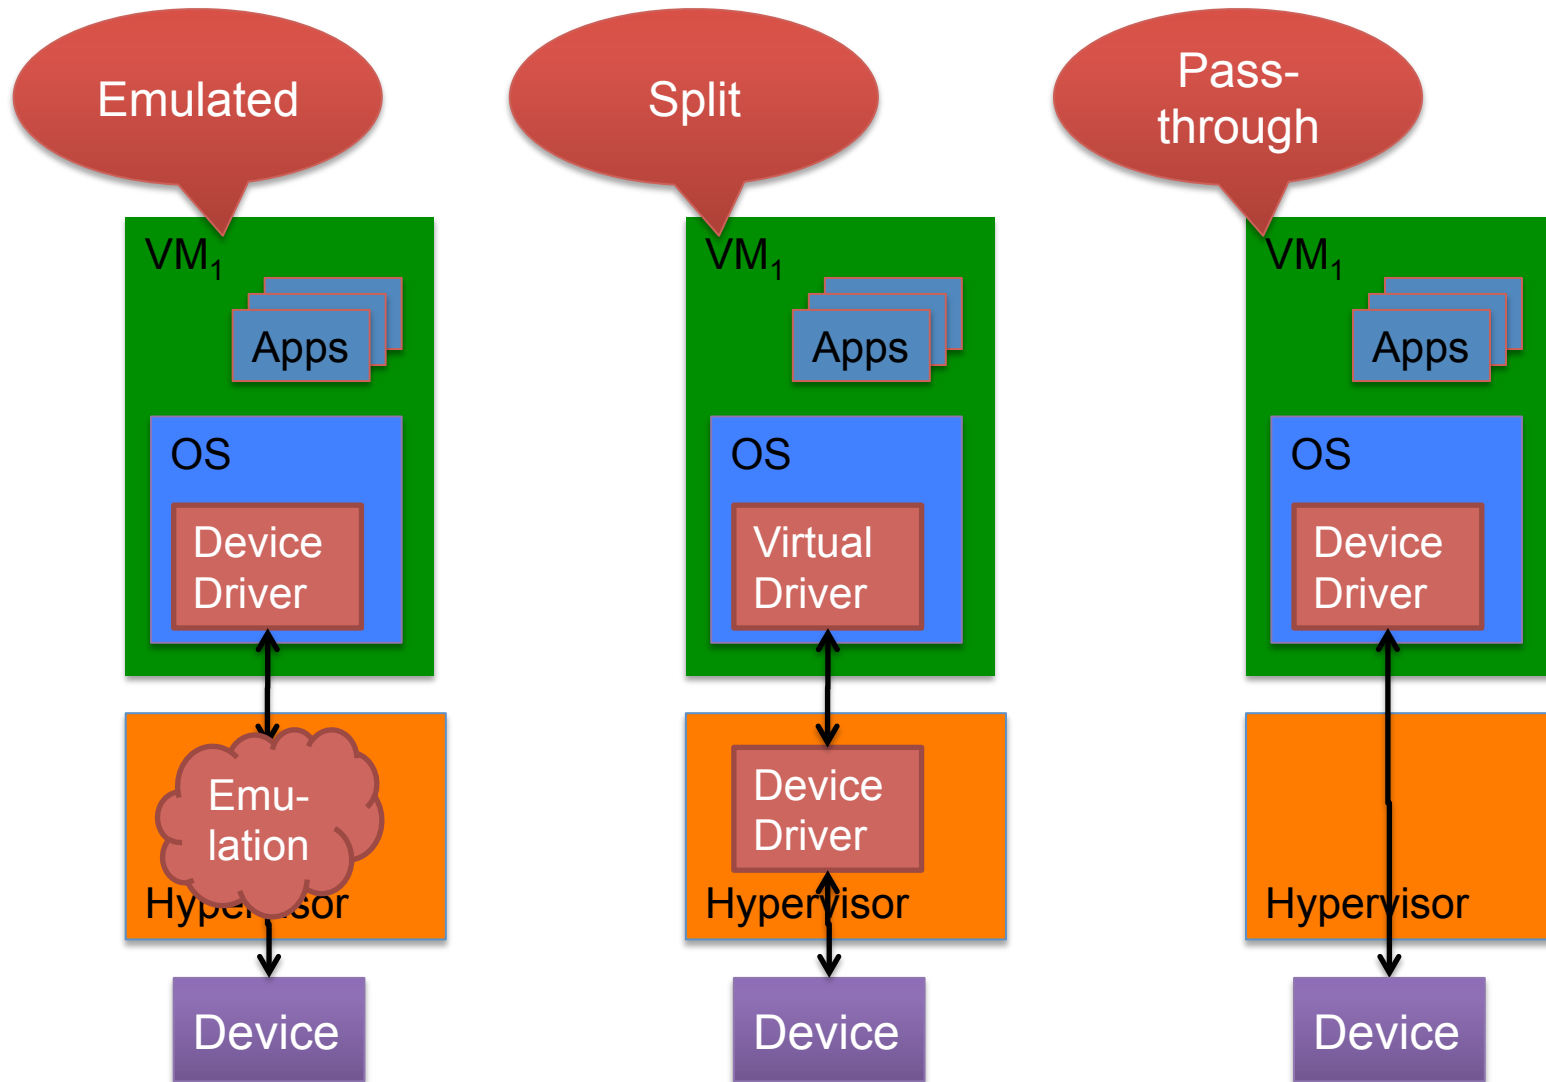 Emulated
VM₁
Apps
OS
Device
Driver
Emu-
lation
Hypervisor
Device
Split
VM₁
Apps
OS
Virtual
Driver
Device
Driver
Hypervisor
Device
Pass-
through
VM₁
Apps
OS
Device
Driver
Hypervisor
Device